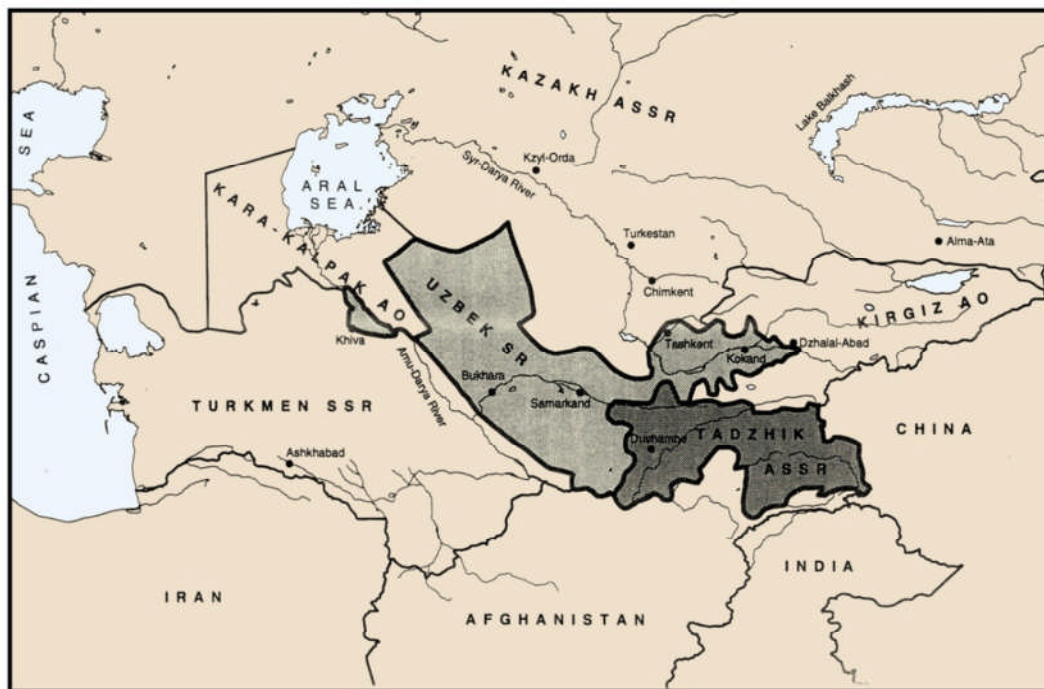 KAZAKH ASSR
Lake Balkhash
SEA
ARAL
SEA
Kzyl-Orda
Syr-Darya River
KARA-KALPAK AO
Turkestan
Alma-Ata
CASPIAN
UZBEK SR
Chimkent
KIRGIZ AO
Khiva
Tashkent
Kokand
Dzhalal-Abad
Amu-Darya River
Bukhara
Samarkand
TURKMEN SSR
TADZHIK
ASSR
Dushambe
CHINA
Ashkhabad
IRAN
AFGHANISTAN
INDIA